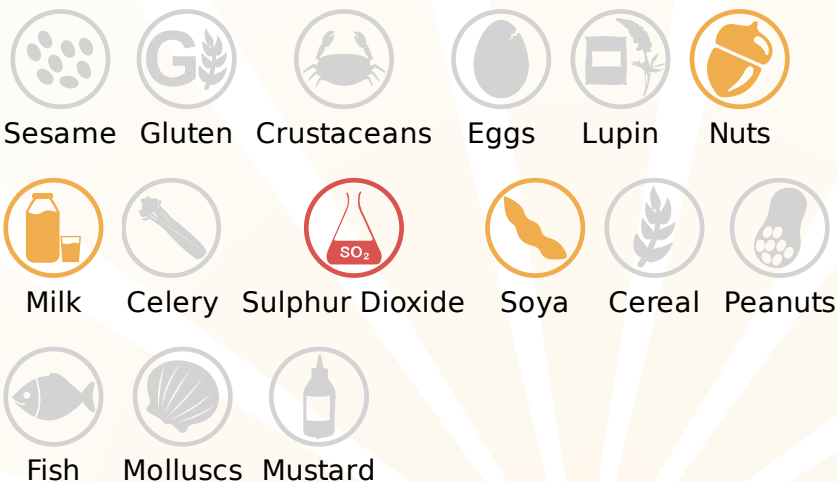 G
Sesame Gluten Crustaceans Eggs Lupin Nuts
SO₂
Milk Celery Sulphur Dioxide Soya Cereal Peanuts
Fish Molluscs Mustard